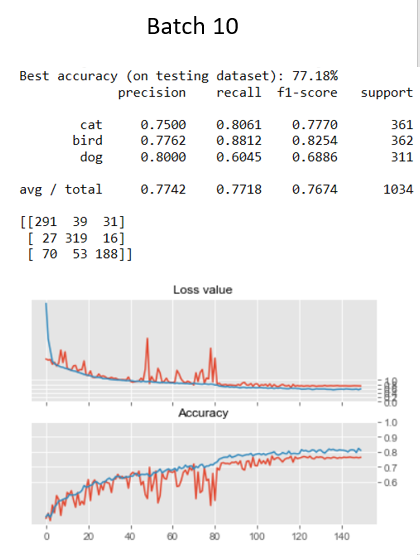 Batch 10
Best accuracy (on testing dataset): 77.18%
precision recall f1-score support
cat 0.7500 0.8061 0.7770 361
bird 0.7762 0.8812 0.8254 362
dog 0.8000 0.6045 0.6886 311
avg / total 0.7742 0.7718 0.7674 1034
[[291 39 31]
[ 27 319 16]
[ 70 53 188]]
Loss value
1.0
0.0
Accuracy
1.0
0.9
0.8
0.7
0.6
0 20 40 60 80 100 120 140